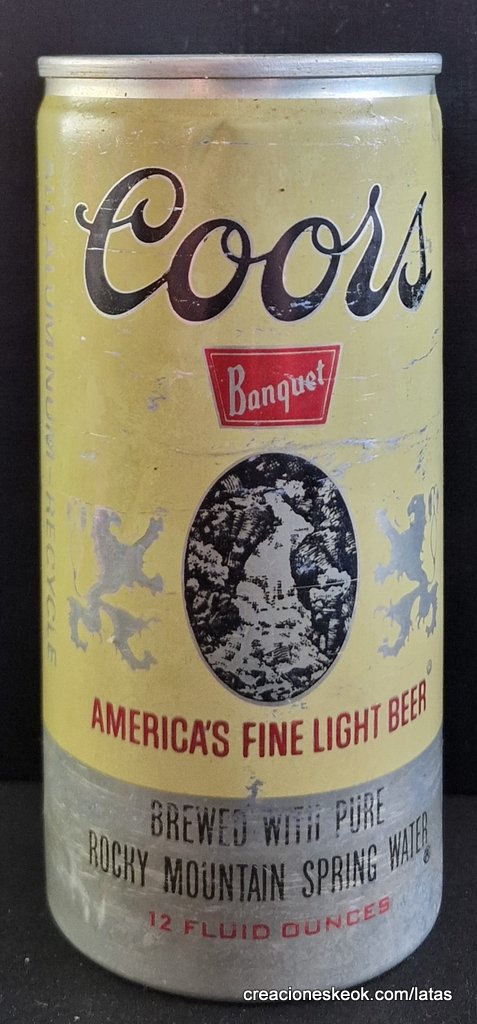 Coors
Banquet
AMERICA'S FINE LIGHT BEER®
BREWED WITH PURE
ROCKY MOUNTAIN SPRING WATER®
12 FLUID OUNCES
ALL ALUMINUM-RECYCLE
creacioneskeok.com/latas